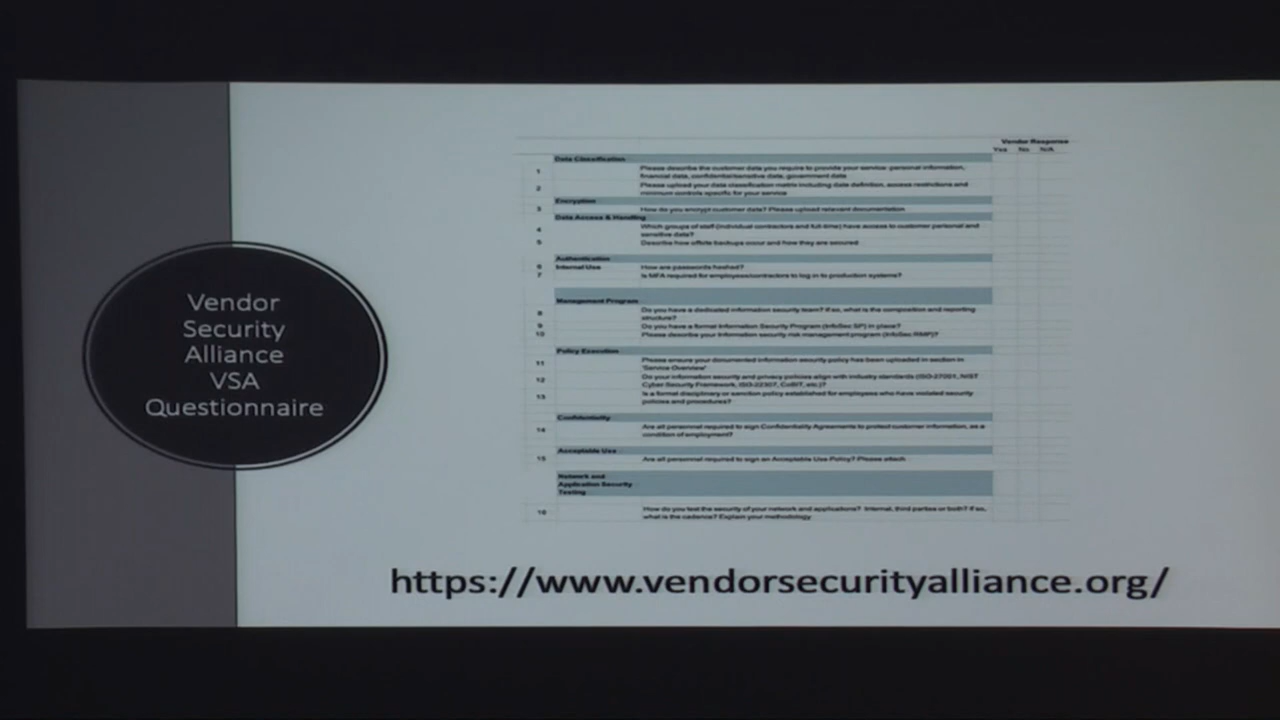 Vendor
Security
Alliance
VSA
Questionnaire
Vendor Response
Yes No N/A
Data Classification
1 Please describe the customer data you require to provide your service: personal information,
financial data, confidential/sensitive data, government data
2 Please upload your data classification matrix including data definition, access restrictions and
minimum controls specific for your service
Encryption
3 How do you encrypt customer data? Please upload relevant documentation
Data Access & Handling
4 Which groups of staff (individual contractors and full-time) have access to customer personal and
sensitive data?
5 Describe how offsite backups occur and how they are secured
Authentication
6 Internal Use How are passwords hashed?
7 Is MFA required for employees/contractors to log in to production systems?
Management Program
8 Do you have a dedicated information security team? If so, what is the composition and reporting
structure?
9 Do you have a formal Information Security Program (InfoSec SP) in place?
10 Please describe your Information security risk management program (InfoSec RMP)?
Policy Execution
11 Please ensure your documented information security policy has been uploaded in section in
'Service Overview'
12 Do your information security and privacy policies align with industry standards (ISO-27001, NIST
Cyber Security Framework, ISO-22307, CoBIT, etc.)?
13 Is a formal disciplinary or sanction policy established for employees who have violated security
policies and procedures?
Confidentiality
14 Are all personnel required to sign Confidentiality Agreements to protect customer information, as a
condition of employment?
Acceptable Use
15 Are all personnel required to sign an Acceptable Use Policy? Please attach
Network and
Application Security
Testing
16 How do you test the security of your network and applications? Internal, third parties or both? If so,
what is the cadence? Explain your methodology
https://www.vendorsecurityalliance.org/